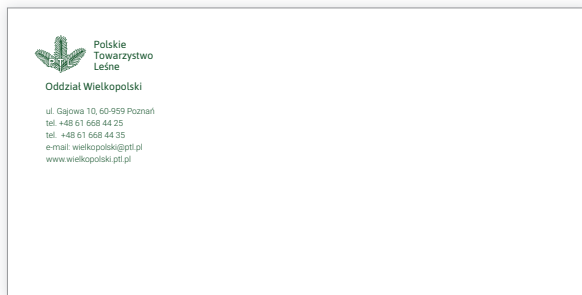 PTL
Polskie
Towarzystwo
Leśne
Oddział Wielkopolski
ul. Gajowa 10, 60-959 Poznań
tel. +48 61 668 44 25
tel. +48 61 668 44 35
e-mail: wielkopolski@ptl.pl
www.wielkopolski.ptl.pl